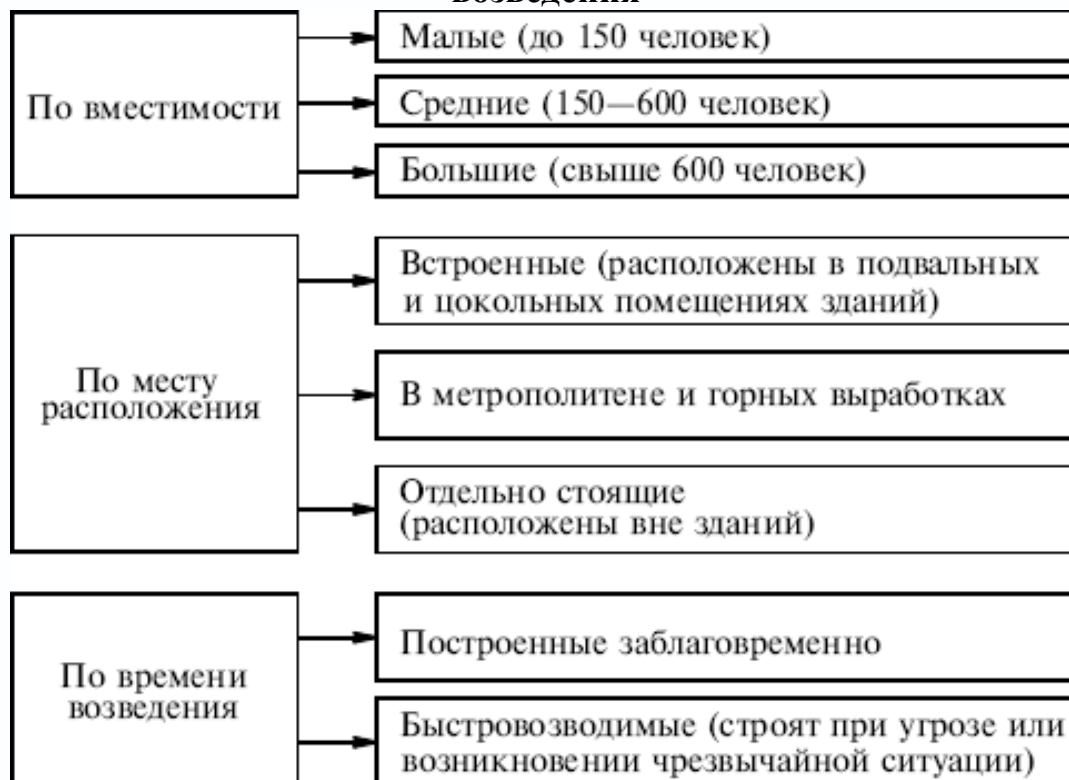 возведения
По вместимости
Малые (до 150 человек)
Средние (150—600 человек)
Большие (свыше 600 человек)
По месту
расположения
Встроенные (расположены в подвальных
и цокольных помещениях зданий)
В метрополитене и горных выработках
Отдельно стоящие
(расположены вне зданий)
По времени
возведения
Построенные заблаговременно
Быстровозводимые (строят при угрозе или
возникновении чрезвычайной ситуации)